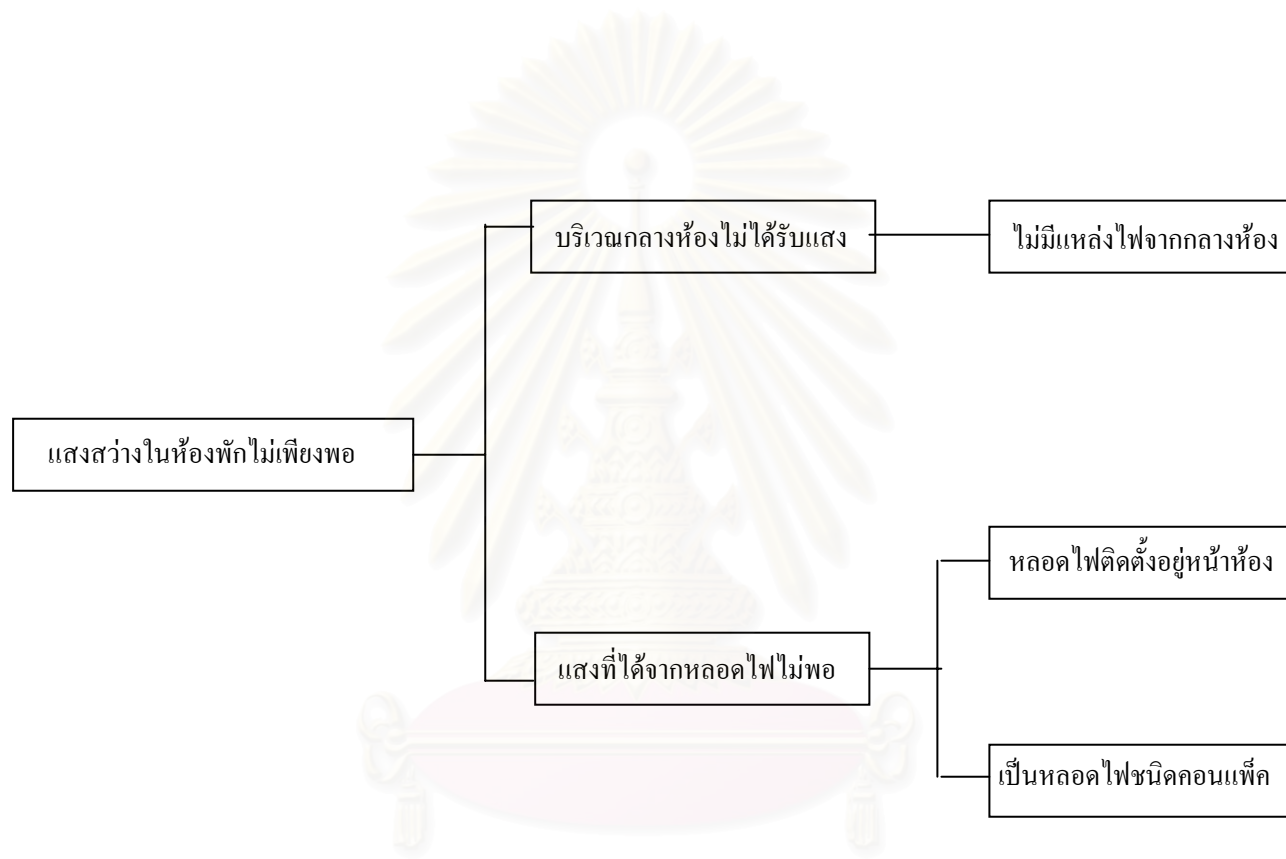 บริเวณกลางห้องไม่ได้รับแสง
ไม่มีแหล่งไฟจากกลางห้อง
แสงสว่างในห้องพักไม่เพียงพอ
หลอดไฟติดตั้งอยู่หน้าห้อง
แสงที่ได้จากหลอดไฟไม่พอ
เป็นหลอดไฟชนิดคอนแพ็ค